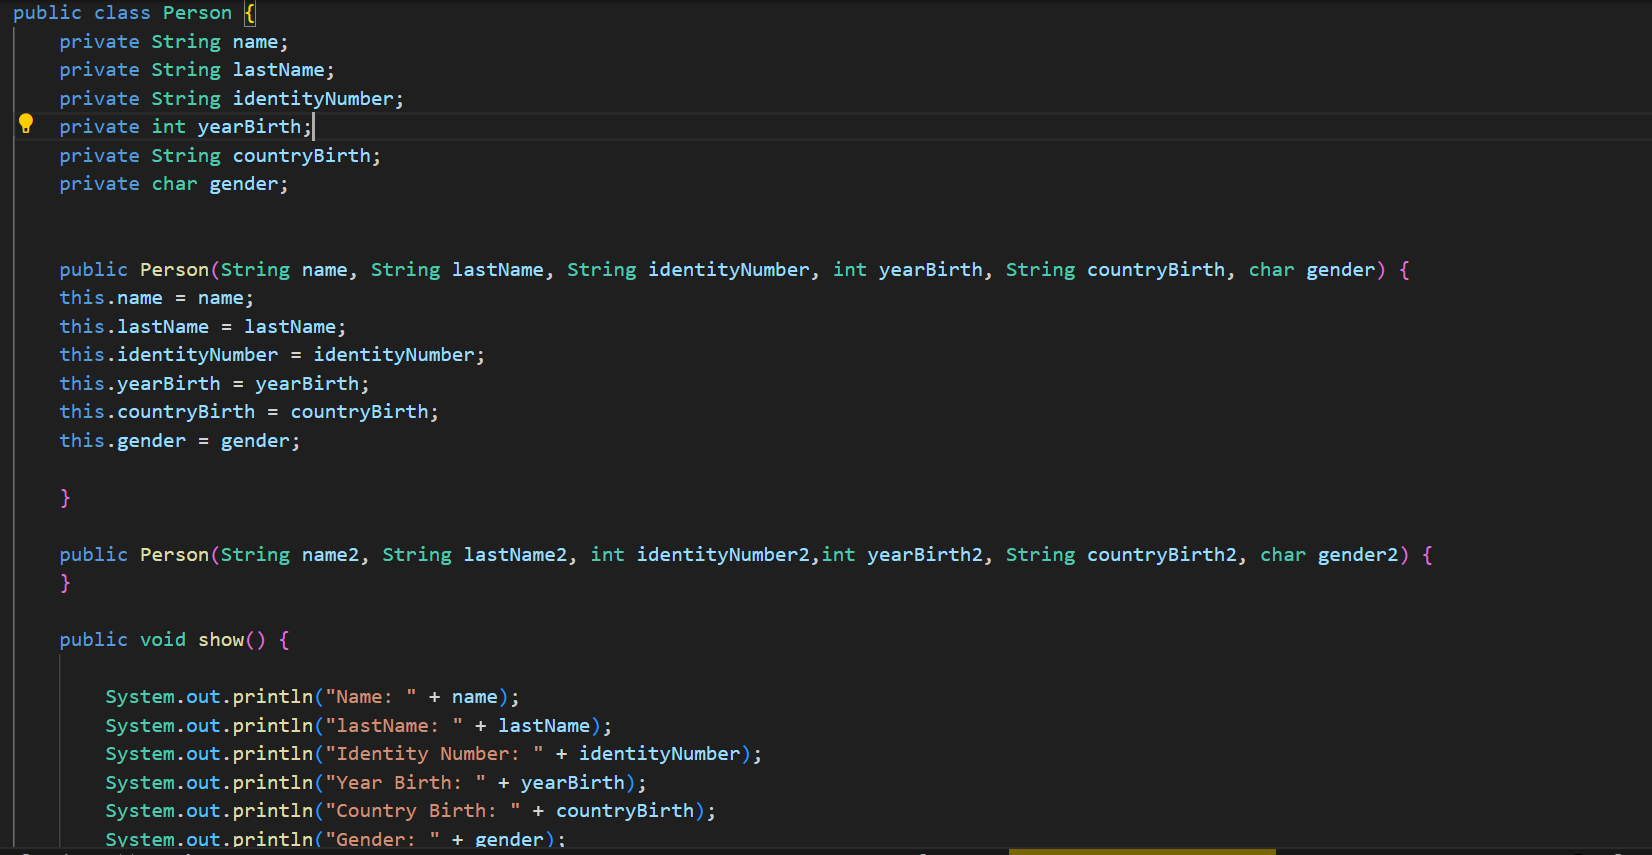 public class Person {
private String name;
private String lastName;
private String identityNumber;
private int yearBirth;
private String countryBirth;
private char gender;
public Person(String name, String lastName, String identityNumber, int yearBirth, String countryBirth, char gender) {
this.name = name;
this.lastName = lastName;
this.identityNumber = identityNumber;
this.yearBirth = yearBirth;
this.countryBirth = countryBirth;
this.gender = gender;
}
public Person(String name2, String lastName2, int identityNumber2,int yearBirth2, String countryBirth2, char gender2) {
}
public void show() {
System.out.println("Name: " + name);
System.out.println("lastName: " + lastName);
System.out.println("Identity Number: " + identityNumber);
System.out.println("Year Birth: " + yearBirth);
System.out.println("Country Birth: " + countryBirth);
System.out.println("Gender: " + gender);